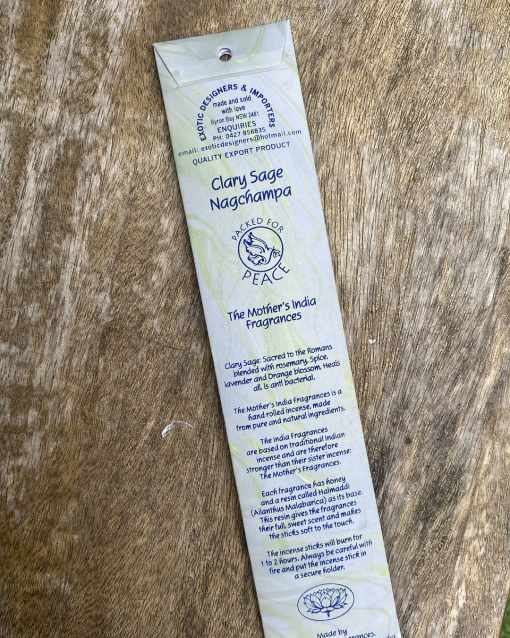 EXOTIC DESIGNERS & IMPORTERS
made and sold
with love
Byron Bay NSW 2481
ENQUIRIES
PH: 0427 858835
email: exoticdesigners@hotmail.com
QUALITY EXPORT PRODUCT
Clary Sage
Nagchampa
PACKED FOR
PEACE
The Mother's India
Fragrances
Clary Sage: Sacred to the Romans
blended with rosemary, Spice,
lavender and Orange blossom, Heals
all, is anti bacterial.
The Mother's India Fragrances is a
hand rolled incense, made
from pure and natural ingredients.
The India Fragrances
are based on traditional Indian
incense and are therefore
stronger than their sister incense:
The Mother's Fragrances.
Each fragrance has honey
and a resin called Halmaddi
(Ailanthus Malabarica) as its base.
This resin gives the fragrances
their full, sweet scent and makes
the sticks soft to the touch.
The incense sticks will burn for
1 to 2 hours. Always be careful with
fire and put the incense stick in
a secure holder.
Made by